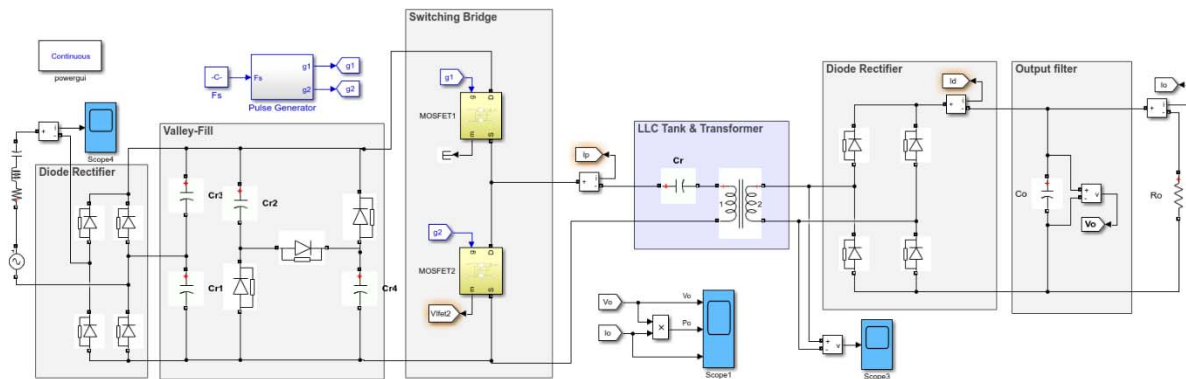 Switching Bridge
Continuous
powergui
-C-
Fs
Fs
g1
g2
Pulse Generator
g1
g2
Scope4
Diode Rectifier
Valley-Fill
Cr3
Cr2
Cr1
Cr4
g1
g
D
MOSFET1
m
S
g2
g
D
MOSFET2
m
S
Vlfet2
Ip
+
-
i
LLC Tank & Transformer
Cr
1
2
Diode Rectifier
Id
+
-
i
Output filter
Co
+
-
v
Vo
Io
+
-
i
Ro
Vo
Io
×
Vo
Po
Scope1
+
-
v
Scope3